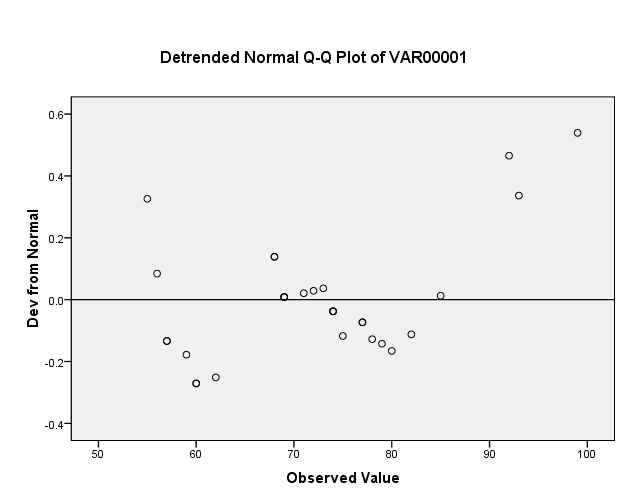 Detrended Normal Q-Q Plot of VAR00001
Dev from Normal
0.6
0.4
0.2
0.0
-0.2
-0.4
50 60 70 80 90 100
Observed Value